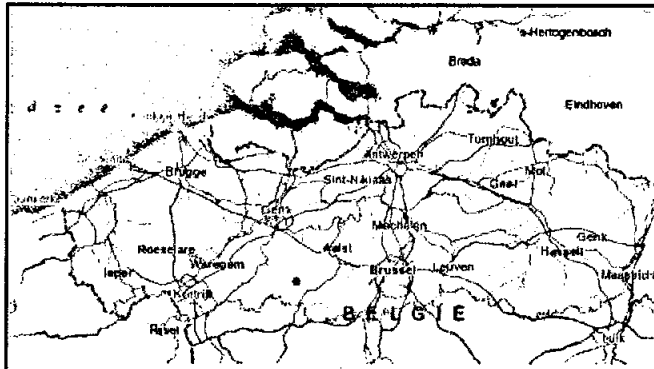 's-Hertogenbosch
Breda
d z e e
Eindhoven
Turnhout
Antwerpen
Brugge
Sint-Niklaas
Geel
Mol
Gent
Mechelen
Genk
Roeselare
Aalst
Hasselt
Waregem
Maastricht
Ieper
Brussel
Leuven
Kortrijk
B E L G I E
Luik